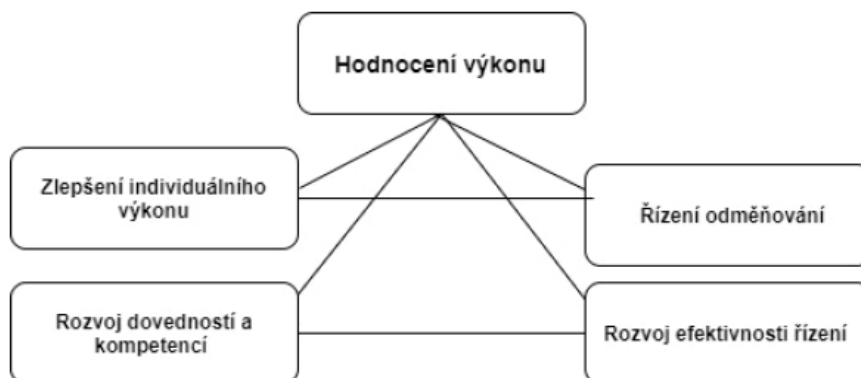 Hodnocení výkonu
Zlepšení individuálního
výkonu
Řízení odměňování
Rozvoj dovedností a
kompetencí
Rozvoj efektivnosti řízení